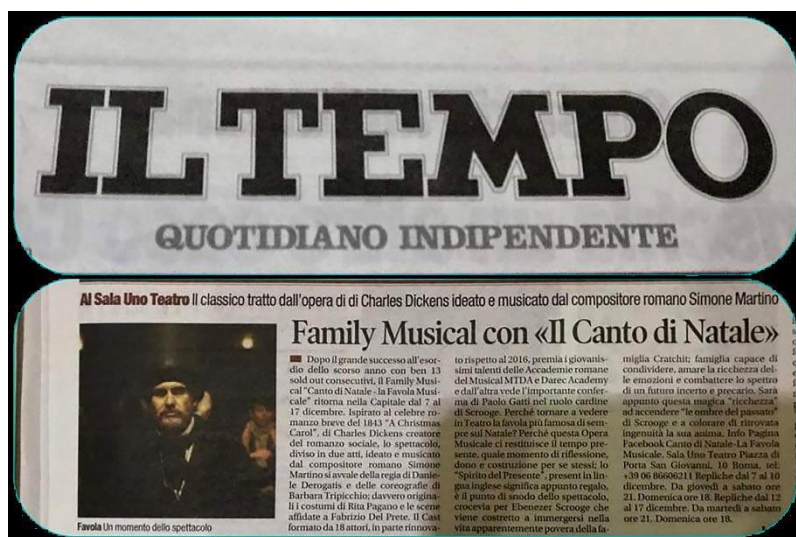 IL TEMPO
QUOTIDIANO INDIPENDENTE
Al Sala Uno Teatro Il classico tratto dall'opera di di Charles Dickens ideato e musicato dal compositore romano Simone Martino
Family Musical con «Il Canto di Natale»
Dopo il grande successo all'esor-
dio dello scorso anno con ben 13
sold out consecutivi, il Family Musi-
cal "Canto di Natale - la Favola Musi-
cale" ritorna nella Capitale dal 7 al
17 dicembre. Ispirato al celebre ro-
manzo breve del 1843 "A Christmas
Carol", di Charles Dickens creatore
del romanzo sociale, lo spettacolo,
diviso in due atti, ideato e musicato
dal compositore romano Simone
Martino si avvale della regia di Danie-
le Derogatis e delle coreografie di
Barbara Tripicchio; davvero origina-
li i costumi di Rita Pagano e le scene
affidate a Fabrizio Del Prete. Il Cast
formato da 18 attori, in parte rinnova-
to rispetto al 2016, premia i giovanis-
simi talenti delle Accademie romane
del Musical MTDA e Darec Academy
e dall'altra vede l'importante confer-
ma di Paolo Gatti nel ruolo cardine
di Scrooge. Perché tornare a vedere
in Teatro la favola più famosa di sem-
pre sul Natale? Perché questa Opera
Musicale ci restituisce il tempo pre-
sente, quale momento di riflessione,
dono e costruzione per se stessi; lo
"Spirito del Presente", present in lin-
gua inglese significa appunto regalo,
è il punto di snodo dello spettacolo,
crocevia per Ebenezer Scrooge che
viene costretto a immergersi nella
vita apparentemente povera della fa-
miglia Cratchit; famiglia capace di
condividere, amare la ricchezza del-
le emozioni e combattere lo spettro
di un futuro incerto e precario. Sarà
appunto questa magica "ricchezza"
ad accendere "le ombre del passato"
di Scrooge e a colorare di ritrovata
ingenuità la sua anima. Info Pagina
Facebook Canto di Natale-La Favola
Musicale. Sala Uno Teatro Piazza di
Porta San Giovanni, 10 Roma, tel:
+39 06 86606211 Repliche dal 7 al 10
dicembre. Da giovedì a sabato ore
21. Domenica ore 18. Repliche dal 12
al 17 dicembre. Da martedì a sabato
ore 21. Domenica ore 18.
Favola Un momento dello spettacolo